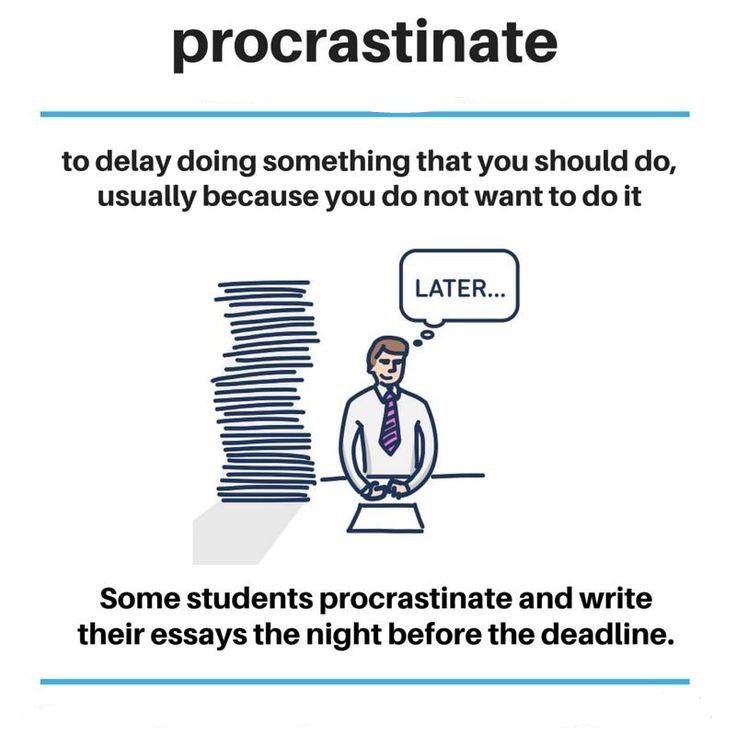 procrastinate
to delay doing something that you should do,
usually because you do not want to do it
LATER...
Some students procrastinate and write
their essays the night before the deadline.